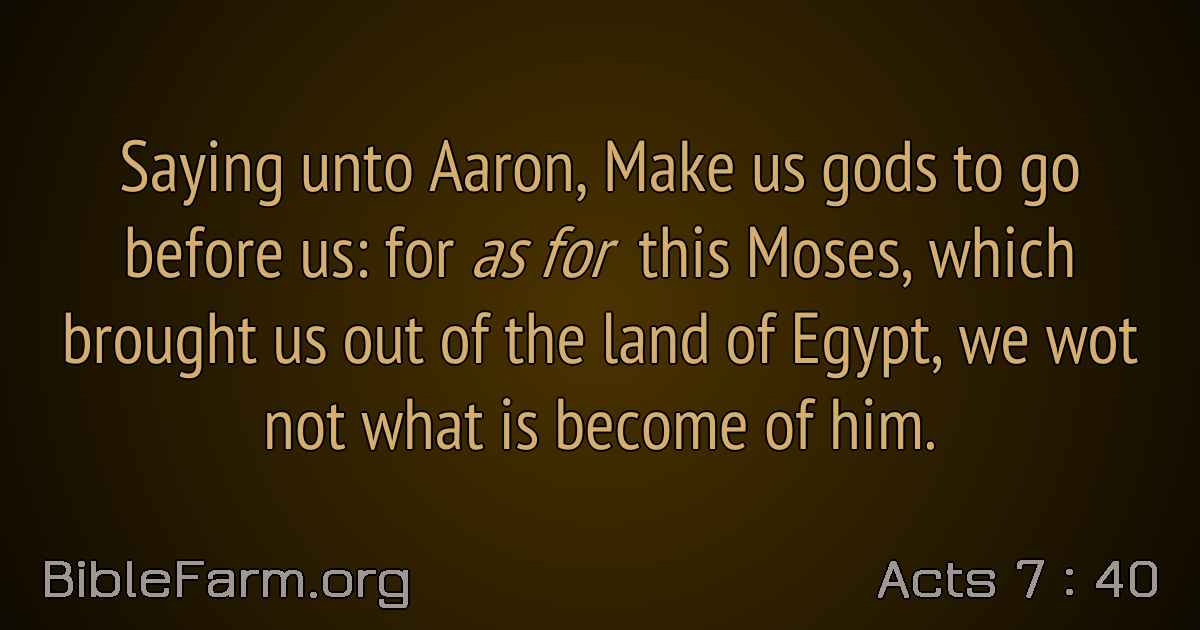 Saying unto Aaron, Make us gods to go
before us: for as for this Moses, which
brought us out of the land of Egypt, we wot
not what is become of him.
BibleFarm.org
Acts 7 : 40